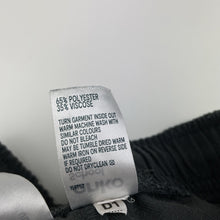 65% POLYESTER
35% VISCOSE
TURN GARMENT INSIDE OUT
WARM MACHINE WASH WITH
SIMILAR COLOURS
DO NOT BLEACH
MAY BE TUMBLE DRIED WARM
WARM IRON ON REVERSE
IF REQUIRED
DO NOT DRYCLEAN
D1